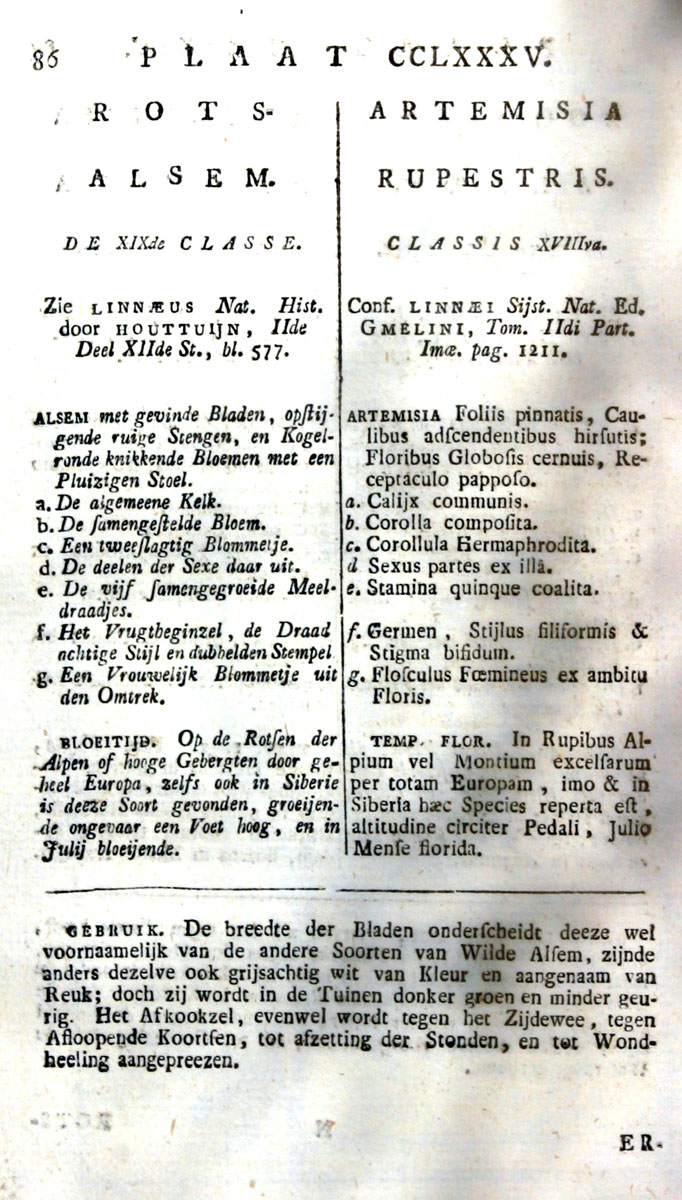 86 PLAAT CCLXXXV.
ROTS-
ALSEM.
DE XIXde CLASSE.
Zie LINNÆUS Nat. Hist.
door HOUTTUIJN, IIde
Deel XIIde St., bl. 577.
ALSEM met gevinde Bladen, opſtij-
gende ruige Stengen, en Kogel-
ronde knikkende Bloemen met een
Pluizigen Stoel.
a. De algemeene Kelk.
b. De ſamengeſtelde Bloem.
c. Een tweeſlagtig Blommetje.
d. De deelen der Sexe daar uit.
e. De vijf ſamengegroeide Meel-
draadjes.
f. Het Vrugtbeginzel, de Draad
achtige Stijl en dubbelden Stempel
g. Een Vrouwelijk Blommetje uit
den Omtrek.
BLOEITIJD. Op de Rotſen der
Alpen of hooge Gebergten door ge-
heel Europa, zelfs ook in Siberie
is deeze Soort gevonden, groeijen-
de ongevaar een Voet hoog, en in
Julij bloeijende.
ARTEMISIA
RUPESTRIS.
CLASSIS XVIIIIva.
Conf. LINNÆI Sijst. Nat. Ed.
GMELINI, Tom. IIdi Part.
Imæ. pag. 1211.
ARTEMISIA Foliis pinnatis, Cau-
libus adſcendentibus hirſutis;
Floribus Globoſis cernuis, Re-
ceptaculo pappoſo.
a. Calijx communis.
b. Corolla compoſita.
c. Corollula Hermaphrodita.
d Sexus partes ex illâ.
e. Stamina quinque coalita.
f. Germen, Stijlus filiformis &
Stigma bifidum.
g. Floſculus Fœmineus ex ambitu
Floris.
TEMP. FLOR. In Rupibus Al-
pium vel Montium excelſarum
per totam Europam, imo & in
Siberia hæc Species reperta eſt,
altitudine circiter Pedali, Julio
Menſe florida.
GEBRUIK. De breedte der Bladen onderſcheidt deeze wel
voornaamelijk van de andere Soorten van Wilde Alſem, zijnde
anders dezelve ook grijsachtig wit van Kleur en aangenaam van
Reuk; doch zij wordt in de Tuinen donker groen en minder geu-
rig. Het Afkookzel, evenwel wordt tegen het Zijdewee, tegen
Afloopende Koortſen, tot afzetting der Stonden, en tot Wond-
heeling aangepreezen.
ER-